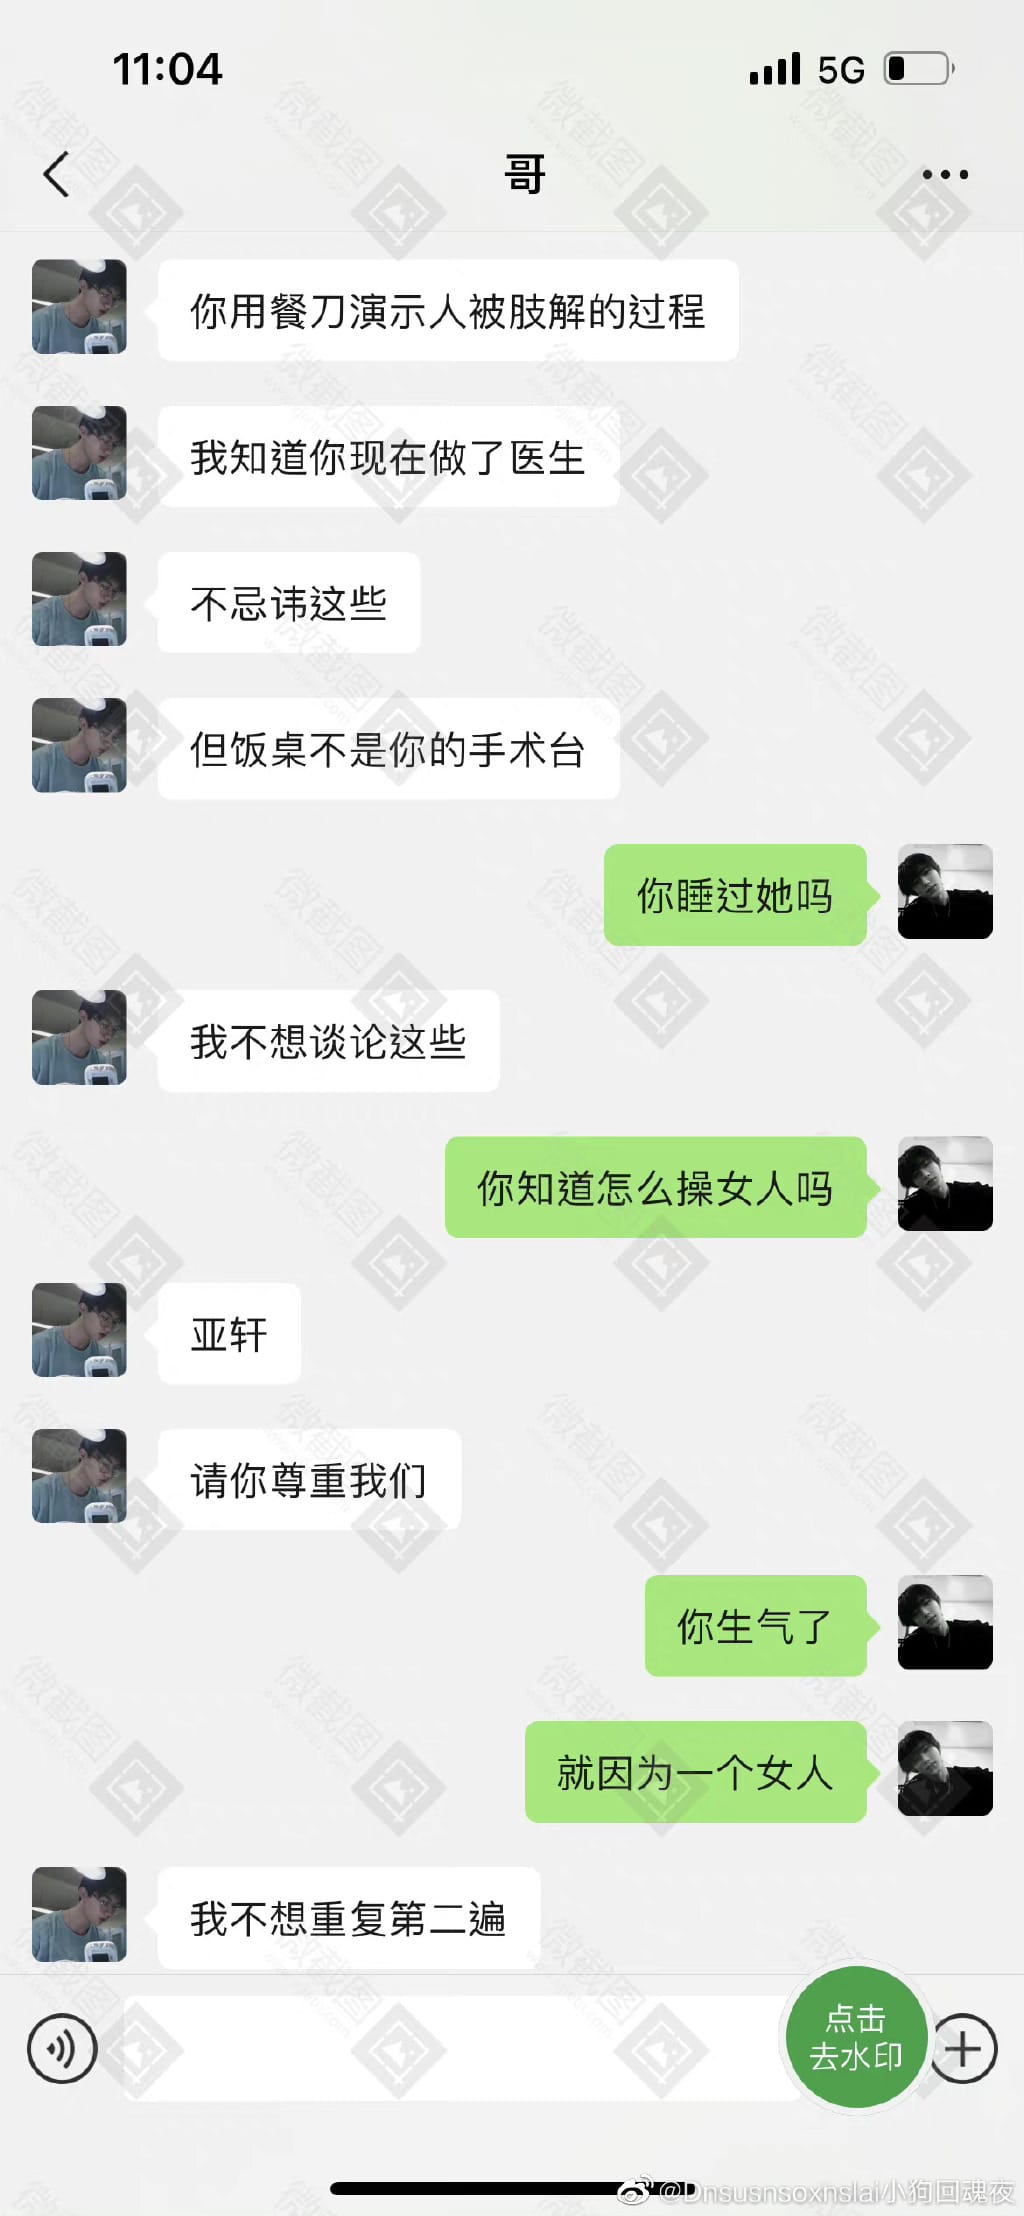 11:04
5G
哥
你用餐刀演示人被肢解的过程
我知道你现在做了医生
不忌讳这些
但饭桌不是你的手术台
你睡过她吗
我不想谈论这些
你知道怎么操女人吗
亚轩
请你尊重我们
你生气了
就因为一个女人
我不想重复第二遍
点击
去水印
@Dnsusnsoxnslai小狗回魂夜
微截图